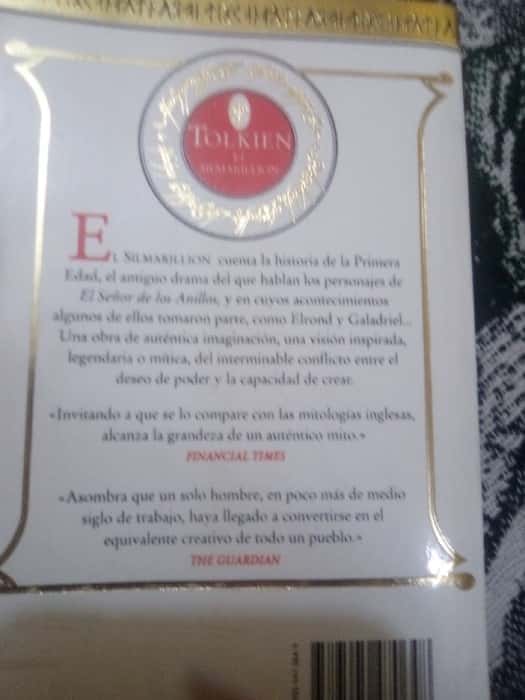 TOLKIEN
EL
SILMARILLION
EL SILMARILLION cuenta la historia de la Primera
Edad, el antiguo drama del que hablan los personajes de
El Señor de los Anillos, y en cuyos acontecimientos
algunos de ellos tomaron parte, como Elrond y Galadriel...
Una obra de auténtica imaginación, una visión inspirada,
legendaria o mítica, del interminable conflicto entre el
deseo de poder y la capacidad de crear.
«Invitando a que se lo compare con las mitologías inglesas,
alcanza la grandeza de un auténtico mito.»
FINANCIAL TIMES
«Asombra que un solo hombre, en poco más de medio
siglo de trabajo, haya llegado a convertirse en el
equivalente creativo de todo un pueblo.»
THE GUARDIAN